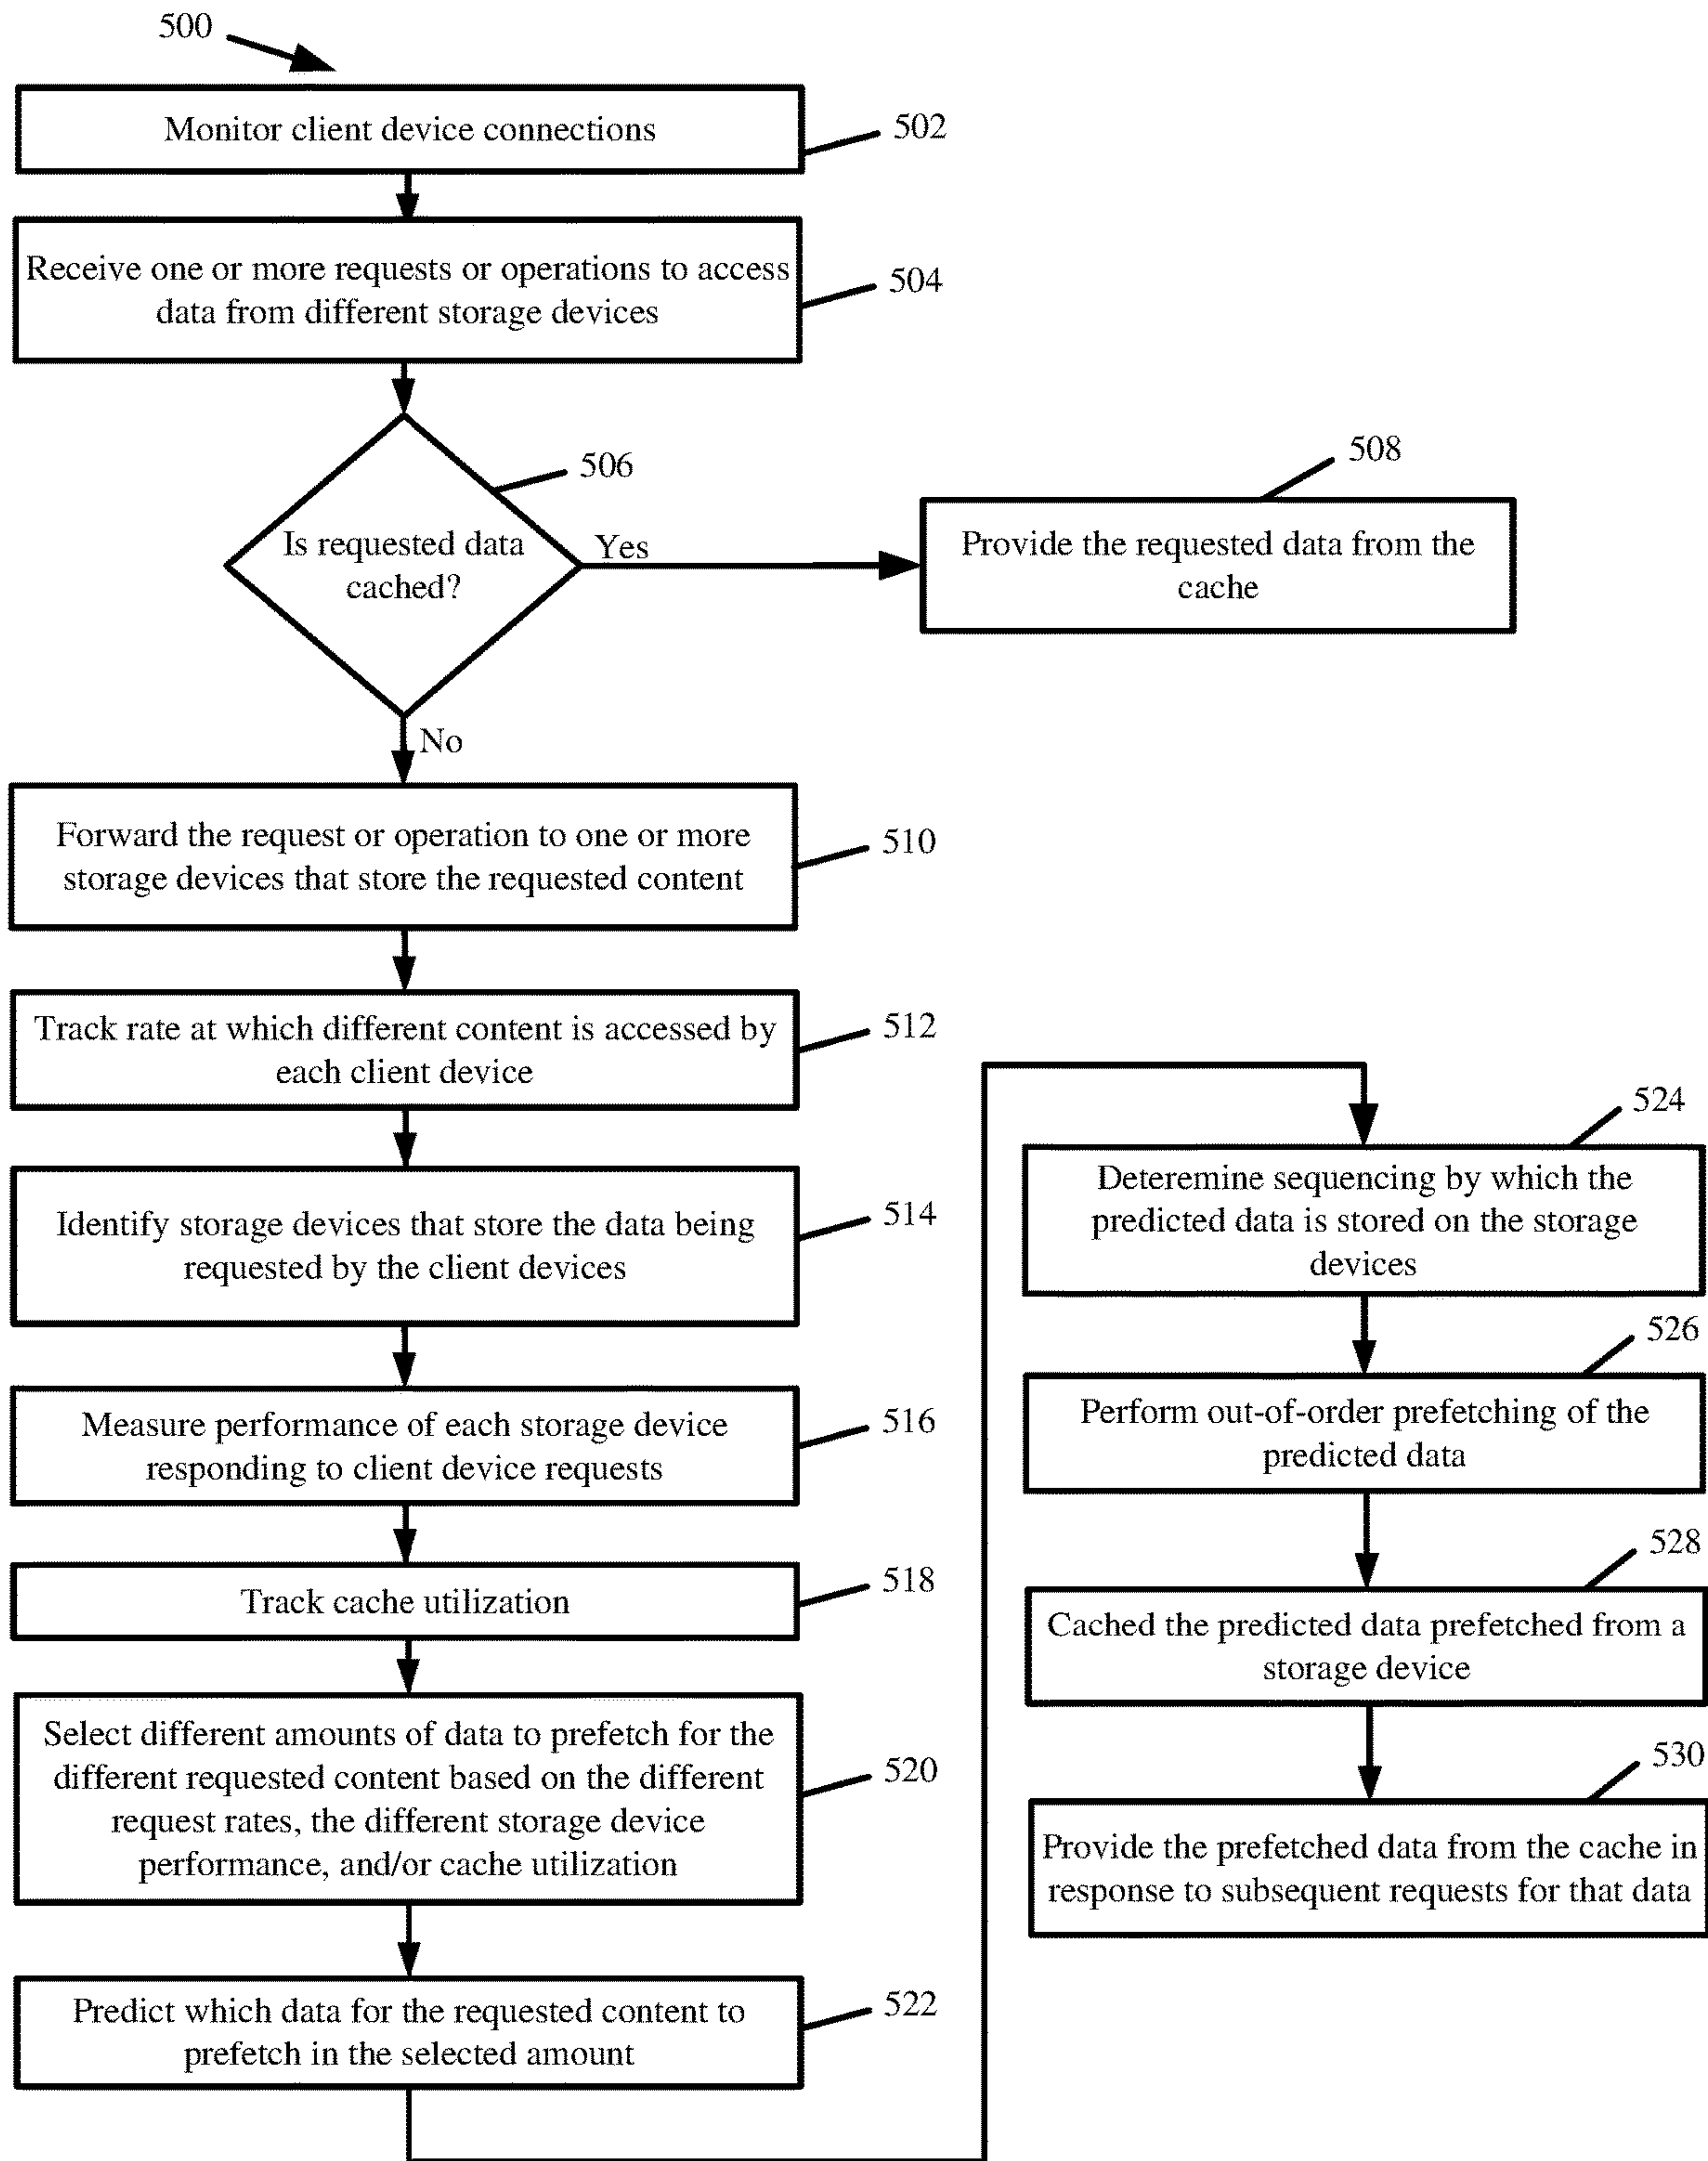 500
Monitor client device connections
502
Receive one or more requests or operations to access
data from different storage devices
504
506
Is requested data
cached?
Yes
508
Provide the requested data from the
cache
No
Forward the request or operation to one or more
storage devices that store the requested content
510
Track rate at which different content is accessed by
each client device
512
Identify storage devices that store the data being
requested by the client devices
514
Measure performance of each storage device
responding to client device requests
516
Track cache utilization
518
Select different amounts of data to prefetch for the
different requested content based on the different
request rates, the different storage device
performance, and/or cache utilization
520
Predict which data for the requested content to
prefetch in the selected amount
522
524
Deteremine sequencing by which the
predicted data is stored on the storage
devices
526
Perform out-of-order prefetching of the
predicted data
528
Cached the predicted data prefetched from a
storage device
530
Provide the prefetched data from the cache in
response to subsequent requests for that data